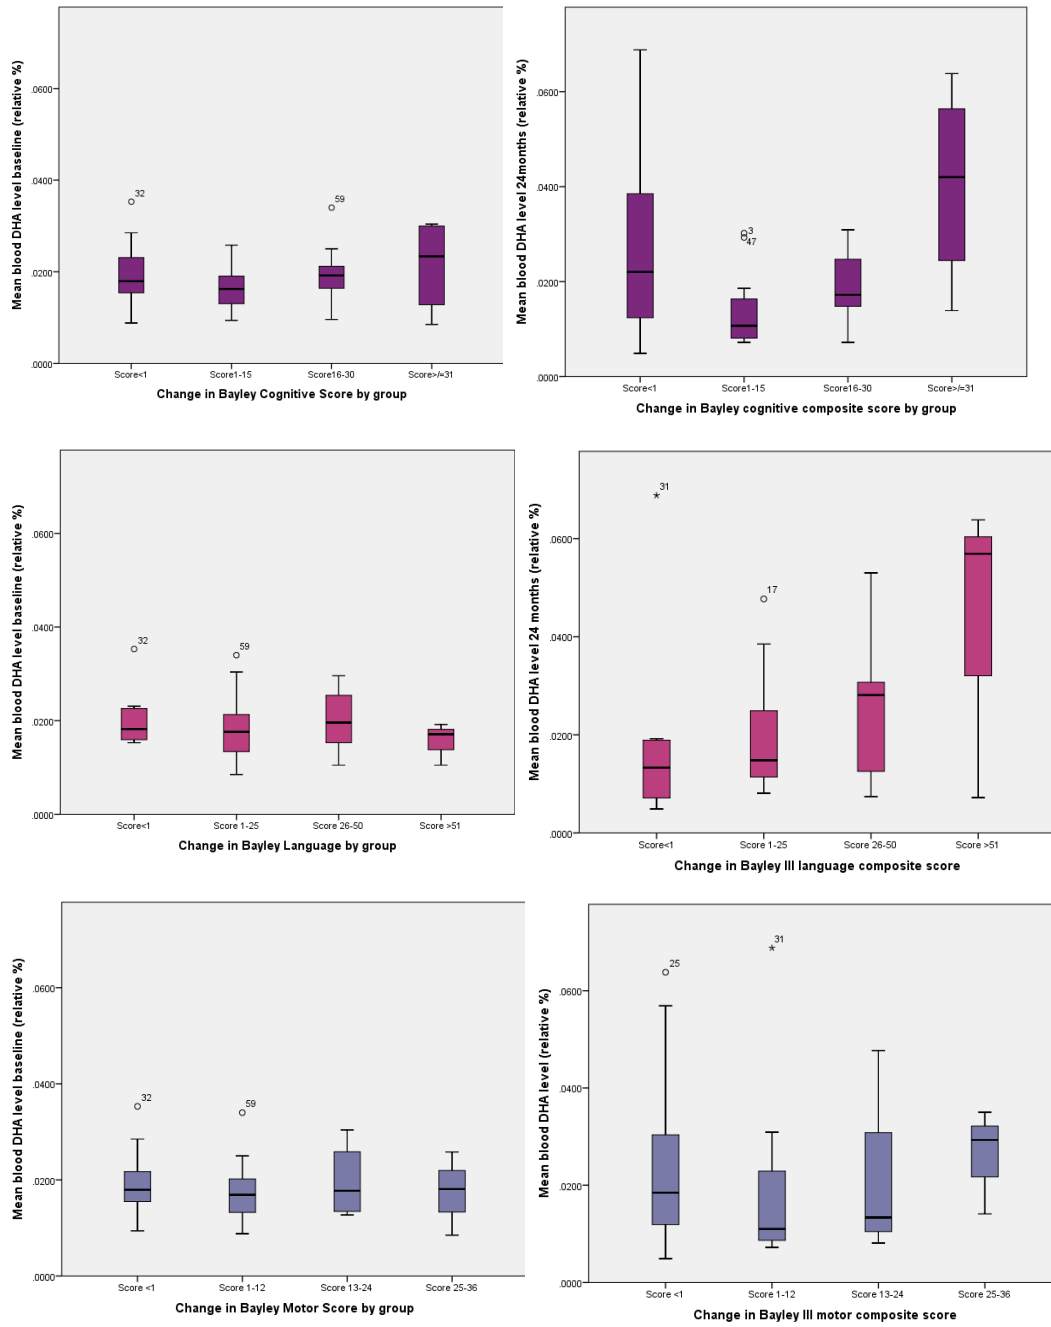 Mean blood DHA level baseline (relative %)
.0600
.0400
.0200
.0000
32
59
Score<1
Score1-15
Score16-30
Score>/=31
Change in Bayley Cognitive Score by group
Mean blood DHA level 24months (relative %)
.0600
.0400
.0200
.0000
3
47
Score<1
Score1-15
Score16-30
Score>/=31
Change in Bayley cognitive composite score by group
Mean blood DHA level baseline (relative %)
.0600
.0400
.0200
.0000
32
59
Score<1
Score 1-25
Score 26-50
Score >51
Change in Bayley Language by group
Mean blood DHA level 24 months (relative %)
.0600
.0400
.0200
.0000
31
17
Score<1
Score 1-25
Score 26-50
Score >51
Change in Bayley III language composite score
Mean blood DHA level baseline (relative %)
.0600
.0400
.0200
.0000
32
59
Score <1
Score 1-12
Score 13-24
Score 25-36
Change in Bayley Motor Score by group
Mean blood DHA level (relative %)
.0600
.0400
.0200
.0000
25
31
Score <1
Score 1-12
Score 13-24
Score 25-36
Change in Bayley III motor composite score